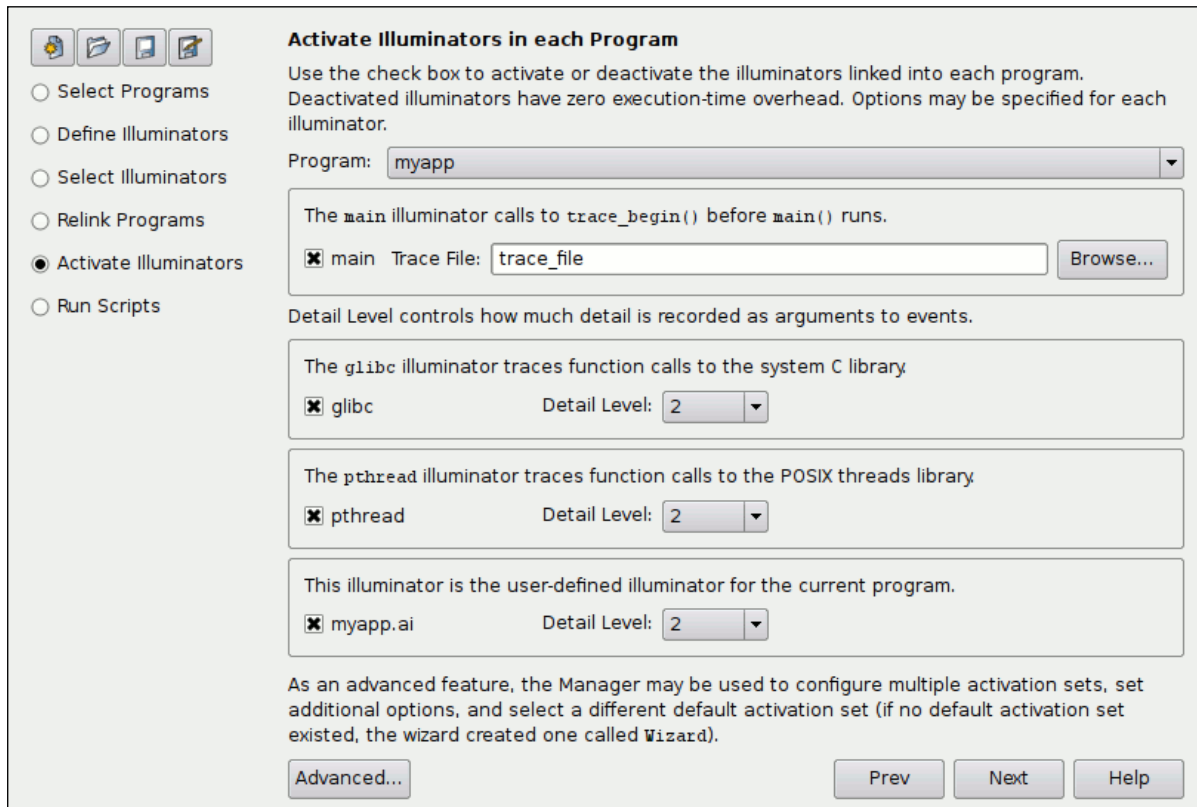 Activate Illuminators in each Program
Use the check box to activate or deactivate the illuminators linked into each program.
Deactivated illuminators have zero execution-time overhead. Options may be specified for each
illuminator.
Select Programs
Define Illuminators
Select Illuminators
Relink Programs
Activate Illuminators
Run Scripts
Program: myapp
The main illuminator calls to trace_begin() before main() runs.
main Trace File: trace_file Browse...
Detail Level controls how much detail is recorded as arguments to events.
The glibc illuminator traces function calls to the system C library.
glibc Detail Level: 2
The pthread illuminator traces function calls to the POSIX threads library.
pthread Detail Level: 2
This illuminator is the user-defined illuminator for the current program.
myapp.ai Detail Level: 2
As an advanced feature, the Manager may be used to configure multiple activation sets, set
additional options, and select a different default activation set (if no default activation set
existed, the wizard created one called Wizard).
Advanced... Prev Next Help